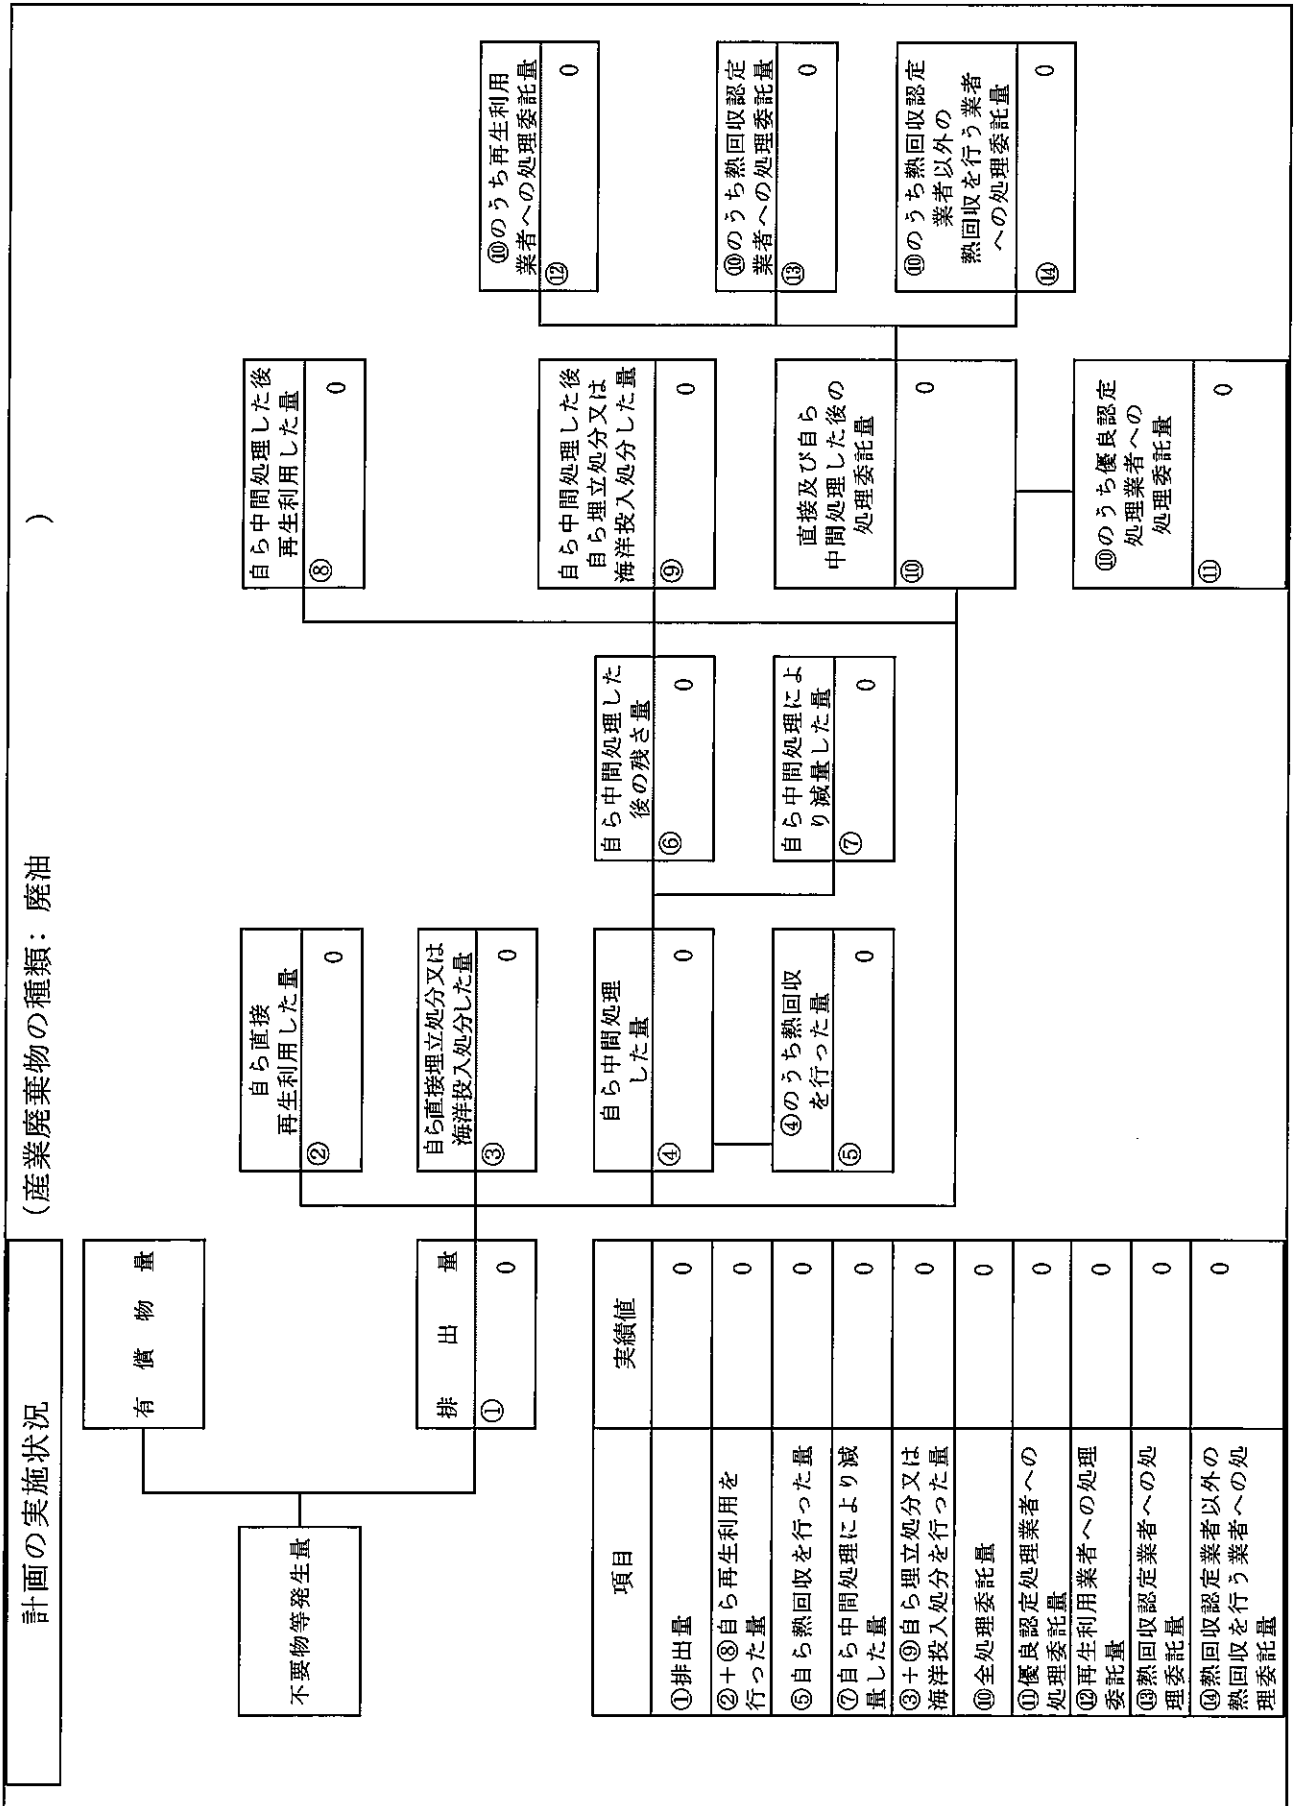 計画の実施状況
(産業廃棄物の種類： 廃油 )
不要物等発生量
有償物量
排出量
① 0
自ら直接
再生利用した量
② 0
自ら直接埋立処分又は
海洋投入処分した量
③ 0
自ら中間処理
した量
④ 0
④のうち熱回収
を行った量
⑤ 0
自ら中間処理した
後の残さ量
⑥ 0
自ら中間処理によ
り減量した量
⑦ 0
自ら中間処理した後
再生利用した量
⑧ 0
自ら中間処理した後
自ら埋立処分又は
海洋投入処分した量
⑨ 0
直接及び自ら
中間処理した後の
処理委託量
⑩ 0
⑩のうち優良認定
処理業者への
処理委託量
⑪ 0
⑩のうち再生利用
業者への処理委託量
⑫ 0
⑩のうち熱回収認定
業者への処理委託量
⑬ 0
⑩のうち熱回収認定
業者以外の
熱回収を行う業者
への処理委託量
⑭ 0
項目 実績値
①排出量 0
②+⑧自ら再生利用を
行った量 0
⑤自ら熱回収を行った量 0
⑦自ら中間処理により減
量した量 0
③+⑨自ら埋立処分又は
海洋投入処分を行った量 0
⑩全処理委託量 0
⑪優良認定処理業者への
処理委託量 0
⑫再生利用業者への処理
委託量 0
⑬熱回収認定業者への処
理委託量 0
⑭熱回収認定業者以外の
熱回収を行う業者への処
理委託量 0